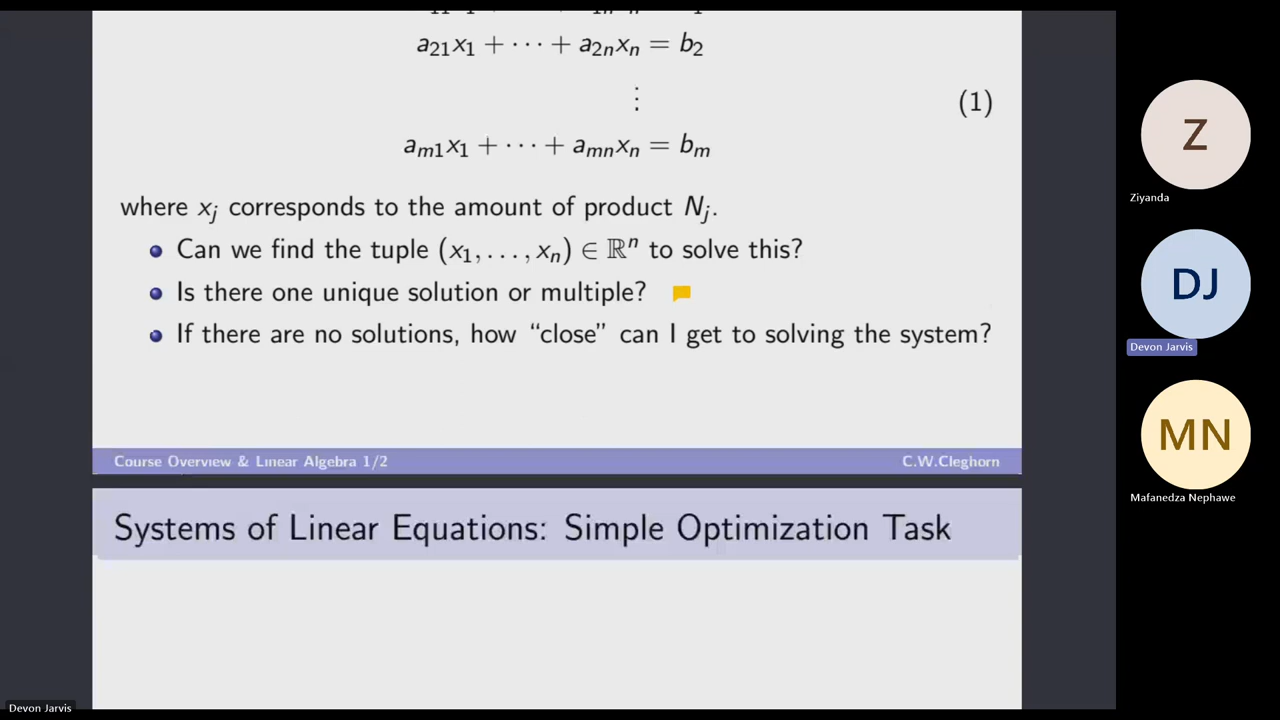 a₂₁x₁ + ··· + a₂ₙxₙ = b₂
⋮
(1)
aₘ₁x₁ + ··· + aₘₙxₙ = bₘ
where xⱼ corresponds to the amount of product Nⱼ.
Can we find the tuple (x₁, ..., xₙ) ∈ ℝⁿ to solve this?
Is there one unique solution or multiple?
If there are no solutions, how “close” can I get to solving the system?
Course Overview & Linear Algebra 1/2
C.W.Cleghorn
Systems of Linear Equations: Simple Optimization Task
Z
Ziyanda
DJ
Devon Jarvis
MN
Mafanedza Nephawe
Devon Jarvis